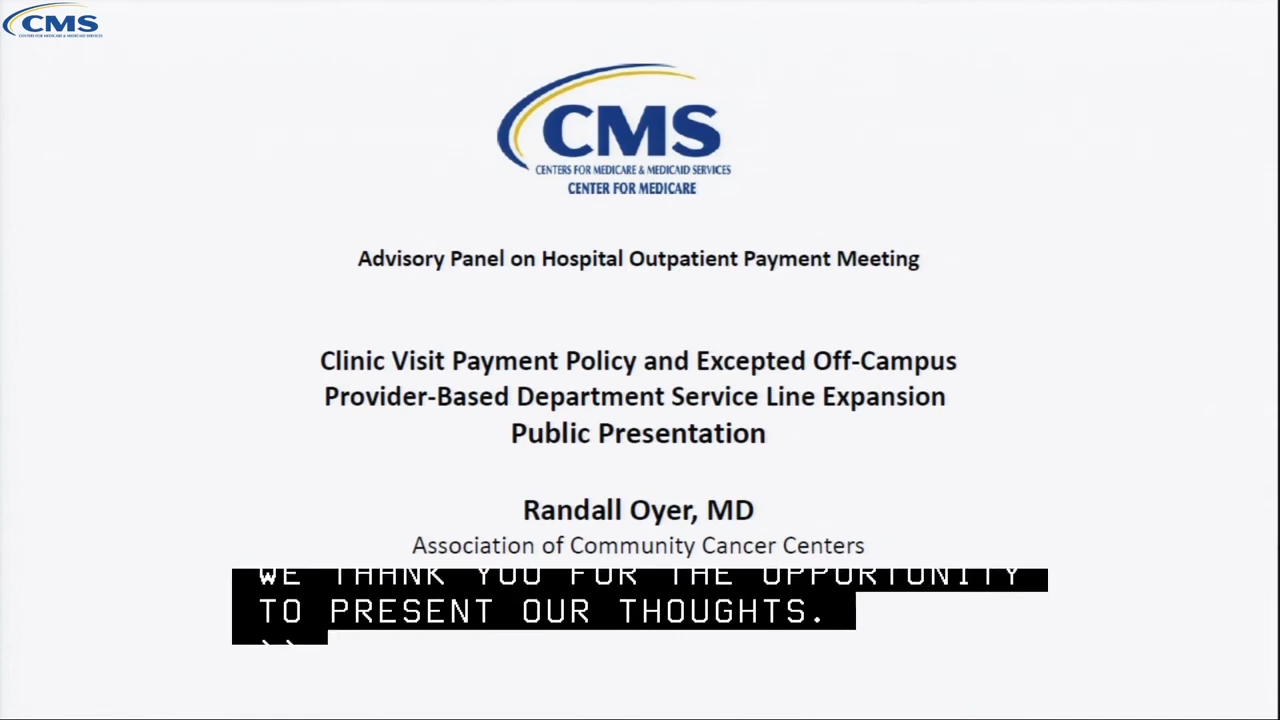 CMS
CENTERS FOR MEDICARE & MEDICAID SERVICES
CMS
CENTERS FOR MEDICARE & MEDICAID SERVICES
CENTER FOR MEDICARE
Advisory Panel on Hospital Outpatient Payment Meeting
Clinic Visit Payment Policy and Excepted Off-Campus
Provider-Based Department Service Line Expansion
Public Presentation
Randall Oyer, MD
Association of Community Cancer Centers
WE THANK YOU FOR THE OPPORTUNITY
TO PRESENT OUR THOUGHTS.
>>